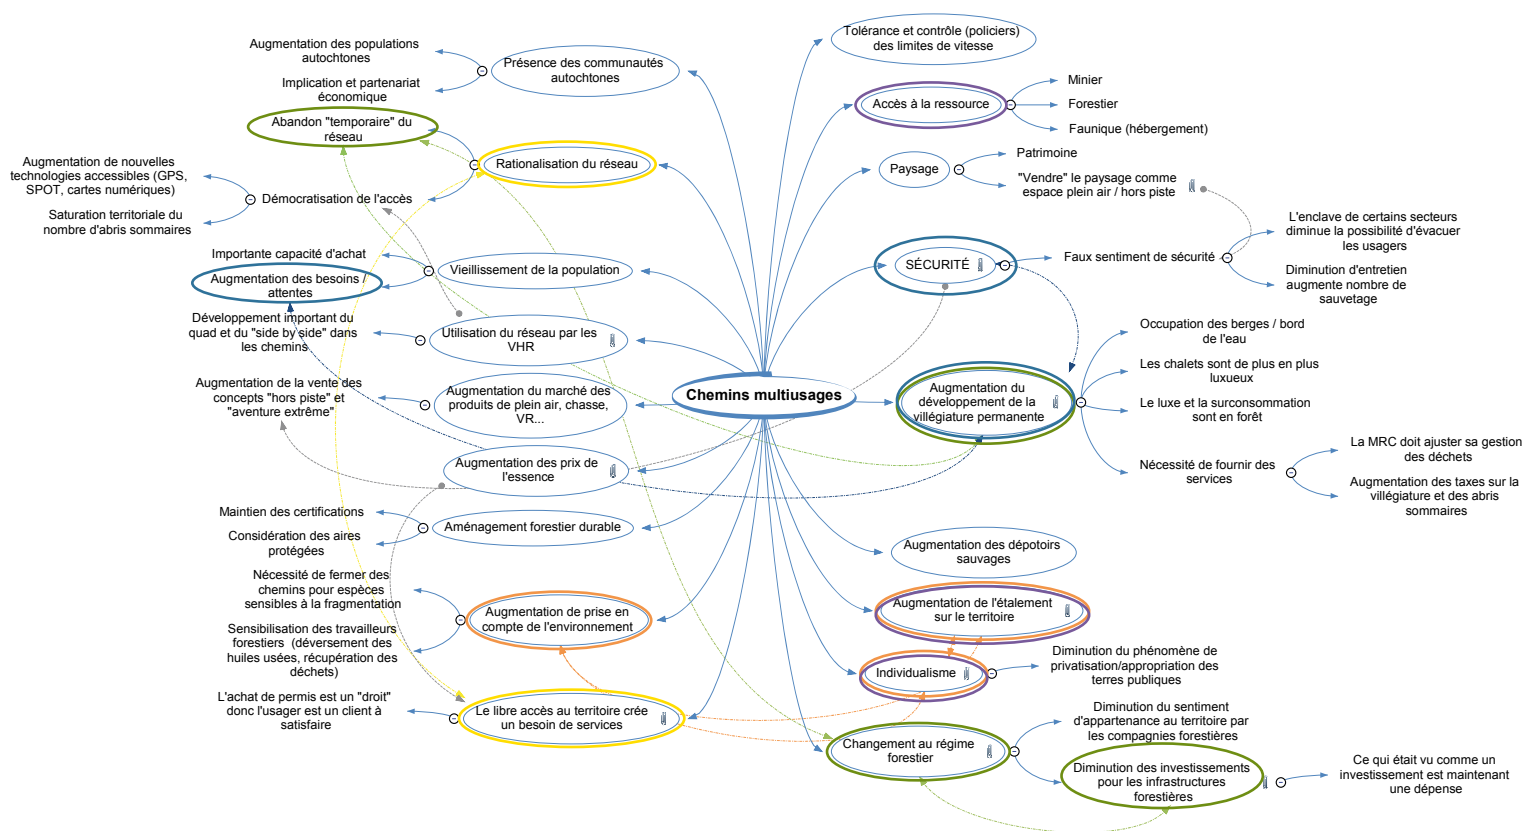 Chemins multiusages
Tolérance et contrôle (policiers)
des limites de vitesse
Accès à la ressource
Minier
Forestier
Faunique (hébergement)
Paysage
Patrimoine
"Vendre" le paysage comme
espace plein air / hors piste
SÉCURITÉ
Faux sentiment de sécurité
L'enclave de certains secteurs
diminue la possibilité d'évacuer
les usagers
Diminution d'entretien
augmente nombre de
sauvetage
Augmentation du
développement de la
villégiature permanente
Occupation des berges / bord
de l'eau
Les chalets sont de plus en plus
luxueux
Le luxe et la surconsommation
sont en forêt
Nécessité de fournir des
services
La MRC doit ajuster sa gestion
des déchets
Augmentation des taxes sur la
villégiature et des abris
sommaires
Augmentation des dépotoirs
sauvages
Augmentation de l'étalement
sur le territoire
Individualisme
Diminution du phénomène de
privatisation/appropriation des
terres publiques
Changement au régime
forestier
Diminution du sentiment
d'appartenance au territoire par
les compagnies forestières
Diminution des investissements
pour les infrastructures
forestières
Ce qui était vu comme un
investissement est maintenant
une dépense
Présence des communautés
autochtones
Augmentation des populations
autochtones
Implication et partenariat
économique
Rationalisation du réseau
Abandon "temporaire" du
réseau
Démocratisation de l'accès
Augmentation de nouvelles
technologies accessibles (GPS,
SPOT, cartes numériques)
Saturation territoriale du
nombre d'abris sommaires
Vieillissement de la population
Importante capacité d'achat
Augmentation des besoins /
attentes
Utilisation du réseau par les
VHR
Développement important du
quad et du "side by side" dans
les chemins
Augmentation du marché des
produits de plein air, chasse,
VR...
Augmentation de la vente des
concepts "hors piste" et
"aventure extrême"
Augmentation des prix de
l'essence
Aménagement forestier durable
Maintien des certifications
Considération des aires
protégées
Augmentation de prise en
compte de l'environnement
Nécessité de fermer des
chemins pour espèces
sensibles à la fragmentation
Sensibilisation des travailleurs
forestiers (déversement des
huiles usées, récupération des
déchets)
Le libre accès au territoire crée
un besoin de services
L'achat de permis est un "droit"
donc l'usager est un client à
satisfaire